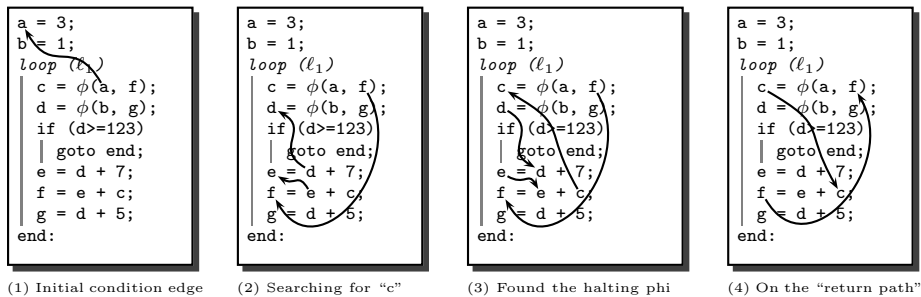 a = 3;
b = 1;
loop (ℓ₁)
c = ϕ(a, f);
d = ϕ(b, g);
if (d>=123)
goto end;
e = d + 7;
f = e + c;
g = d + 5;
end:
(1) Initial condition edge
a = 3;
b = 1;
loop (ℓ₁)
c = ϕ(a, f);
d = ϕ(b, g);
if (d>=123)
goto end;
e = d + 7;
f = e + c;
g = d + 5;
end:
(2) Searching for “c”
a = 3;
b = 1;
loop (ℓ₁)
c = ϕ(a, f);
d = ϕ(b, g);
if (d>=123)
goto end;
e = d + 7;
f = e + c;
g = d + 5;
end:
(3) Found the halting phi
a = 3;
b = 1;
loop (ℓ₁)
c = ϕ(a, f);
d = ϕ(b, g);
if (d>=123)
goto end;
e = d + 7;
f = e + c;
g = d + 5;
end:
(4) On the “return path”